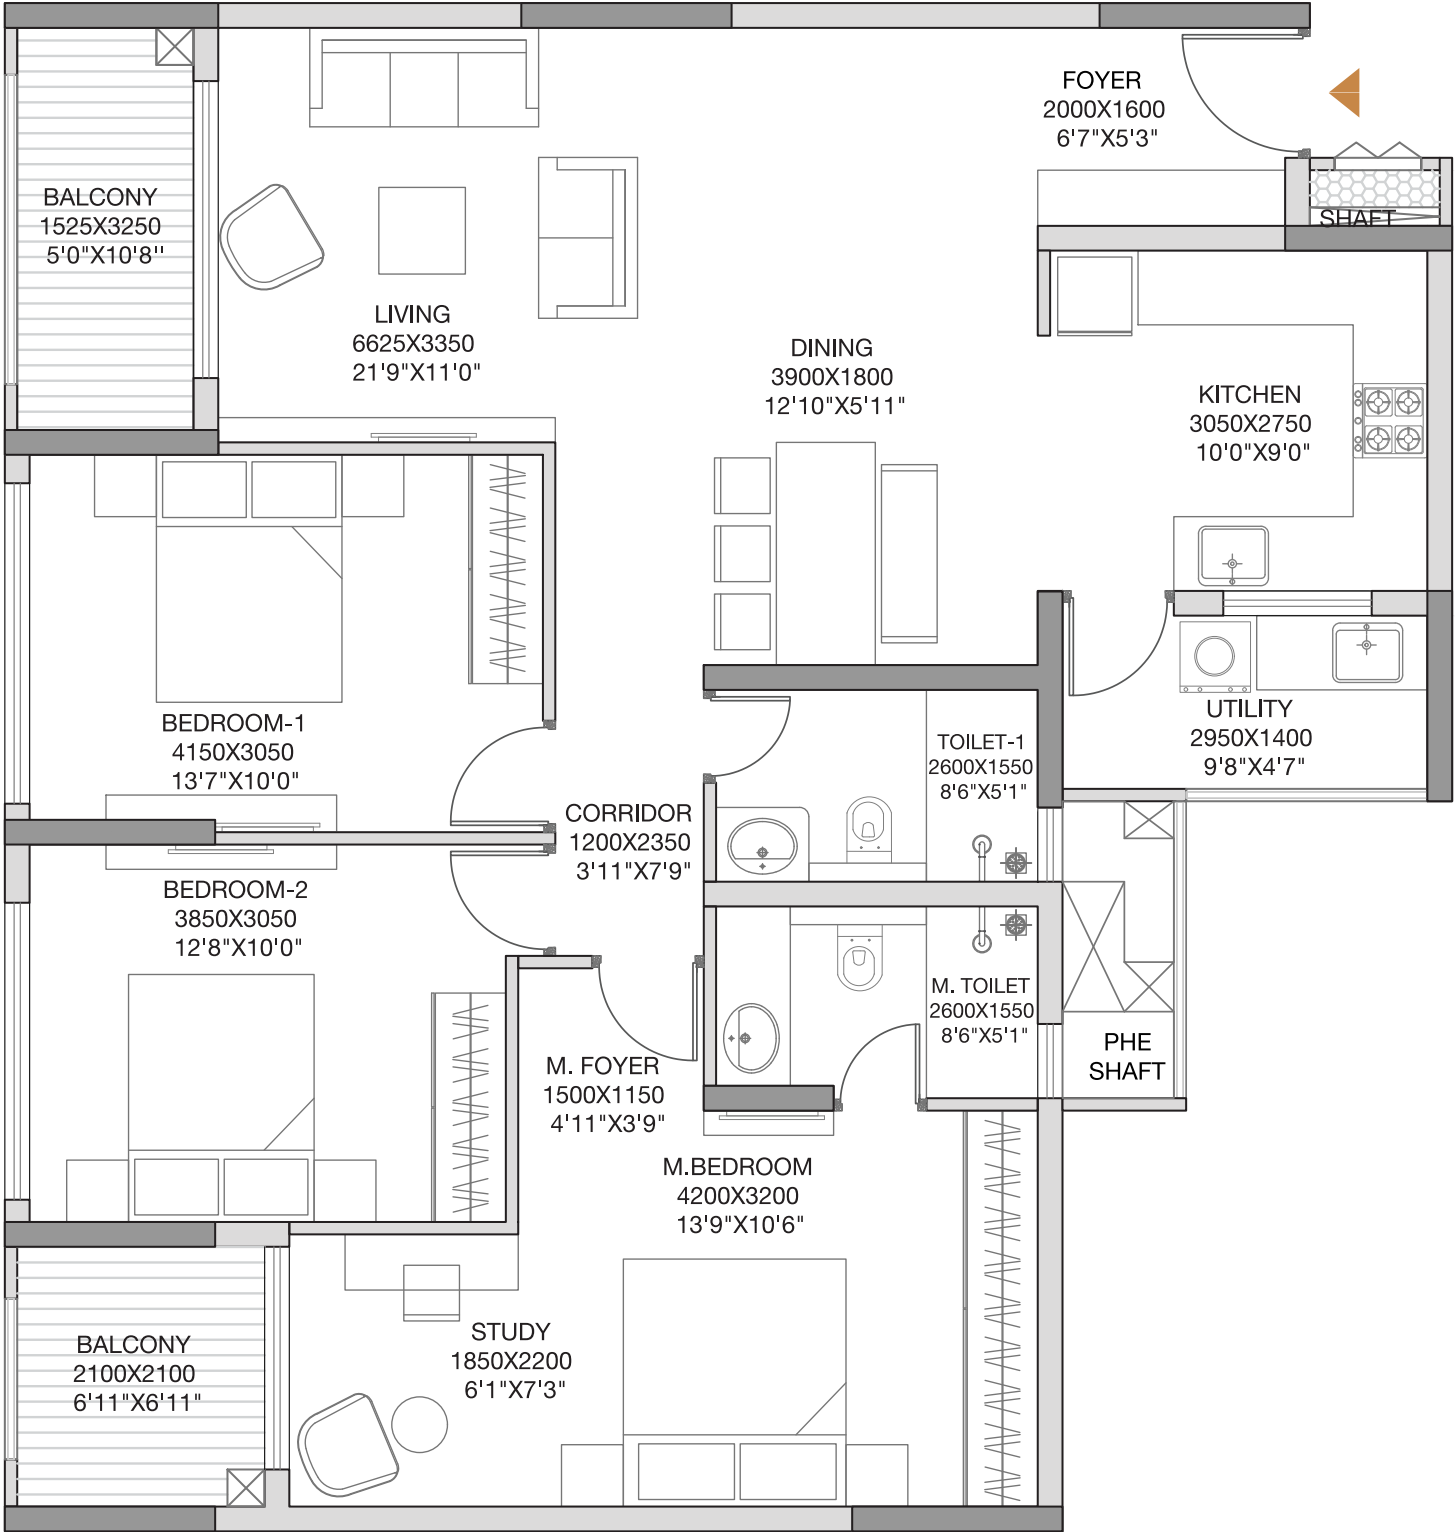 FOYER
2000X1600
6'7"X5'3"
SHAFT
BALCONY
1525X3250
5'0"X10'8''
LIVING
6625X3350
21'9"X11'0"
DINING
3900X1800
12'10"X5'11"
KITCHEN
3050X2750
10'0"X9'0"
BEDROOM-1
4150X3050
13'7"X10'0"
UTILITY
2950X1400
9'8"X4'7"
TOILET-1
2600X1550
8'6"X5'1"
CORRIDOR
1200X2350
3'11"X7'9"
BEDROOM-2
3850X3050
12'8"X10'0"
M. TOILET
2600X1550
8'6"X5'1"
PHE
SHAFT
M. FOYER
1500X1150
4'11"X3'9"
M.BEDROOM
4200X3200
13'9"X10'6"
STUDY
1850X2200
6'1"X7'3"
BALCONY
2100X2100
6'11"X6'11"